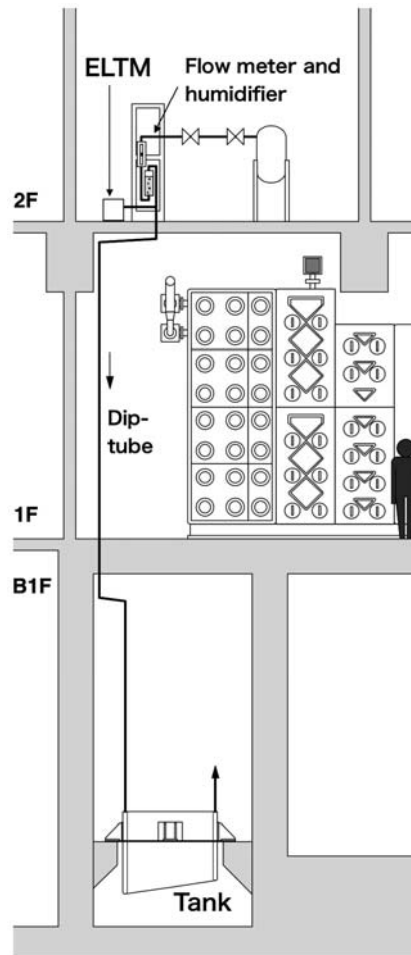 ELTM
Flow meter and
humidifier
2F
Dip-
tube
1F
B1F
Tank